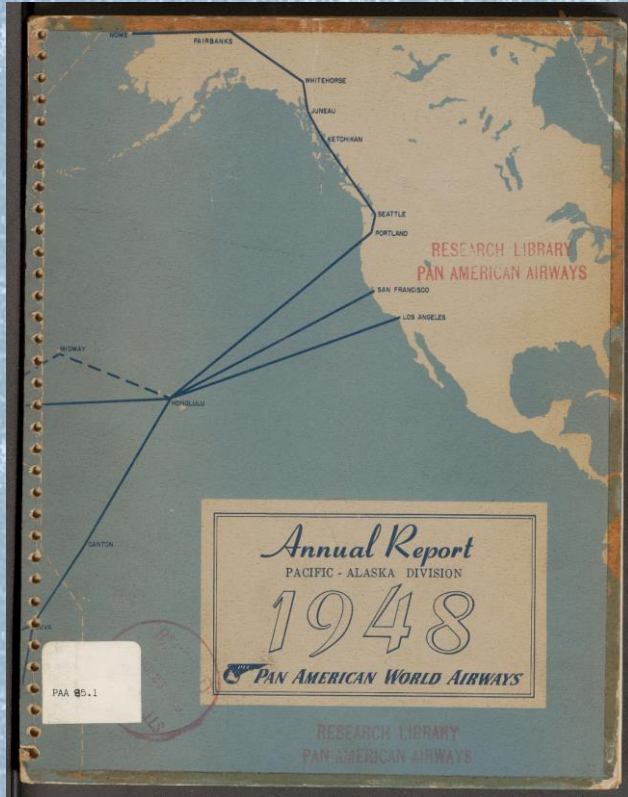 NOME
FAIRBANKS
WHITEHORSE
JUNEAU
KETCHIKAN
SEATTLE
PORTLAND
RESEARCH LIBRARY
PAN AMERICAN AIRWAYS
SAN FRANCISCO
LOS ANGELES
MIDWAY
HONOLULU
CANTON
Annual Report
PACIFIC - ALASKA DIVISION
1948
PAA
PAN AMERICAN WORLD AIRWAYS
PAA 85.1
RESEARCH LIBRARY
PAN AMERICAN AIRWAYS